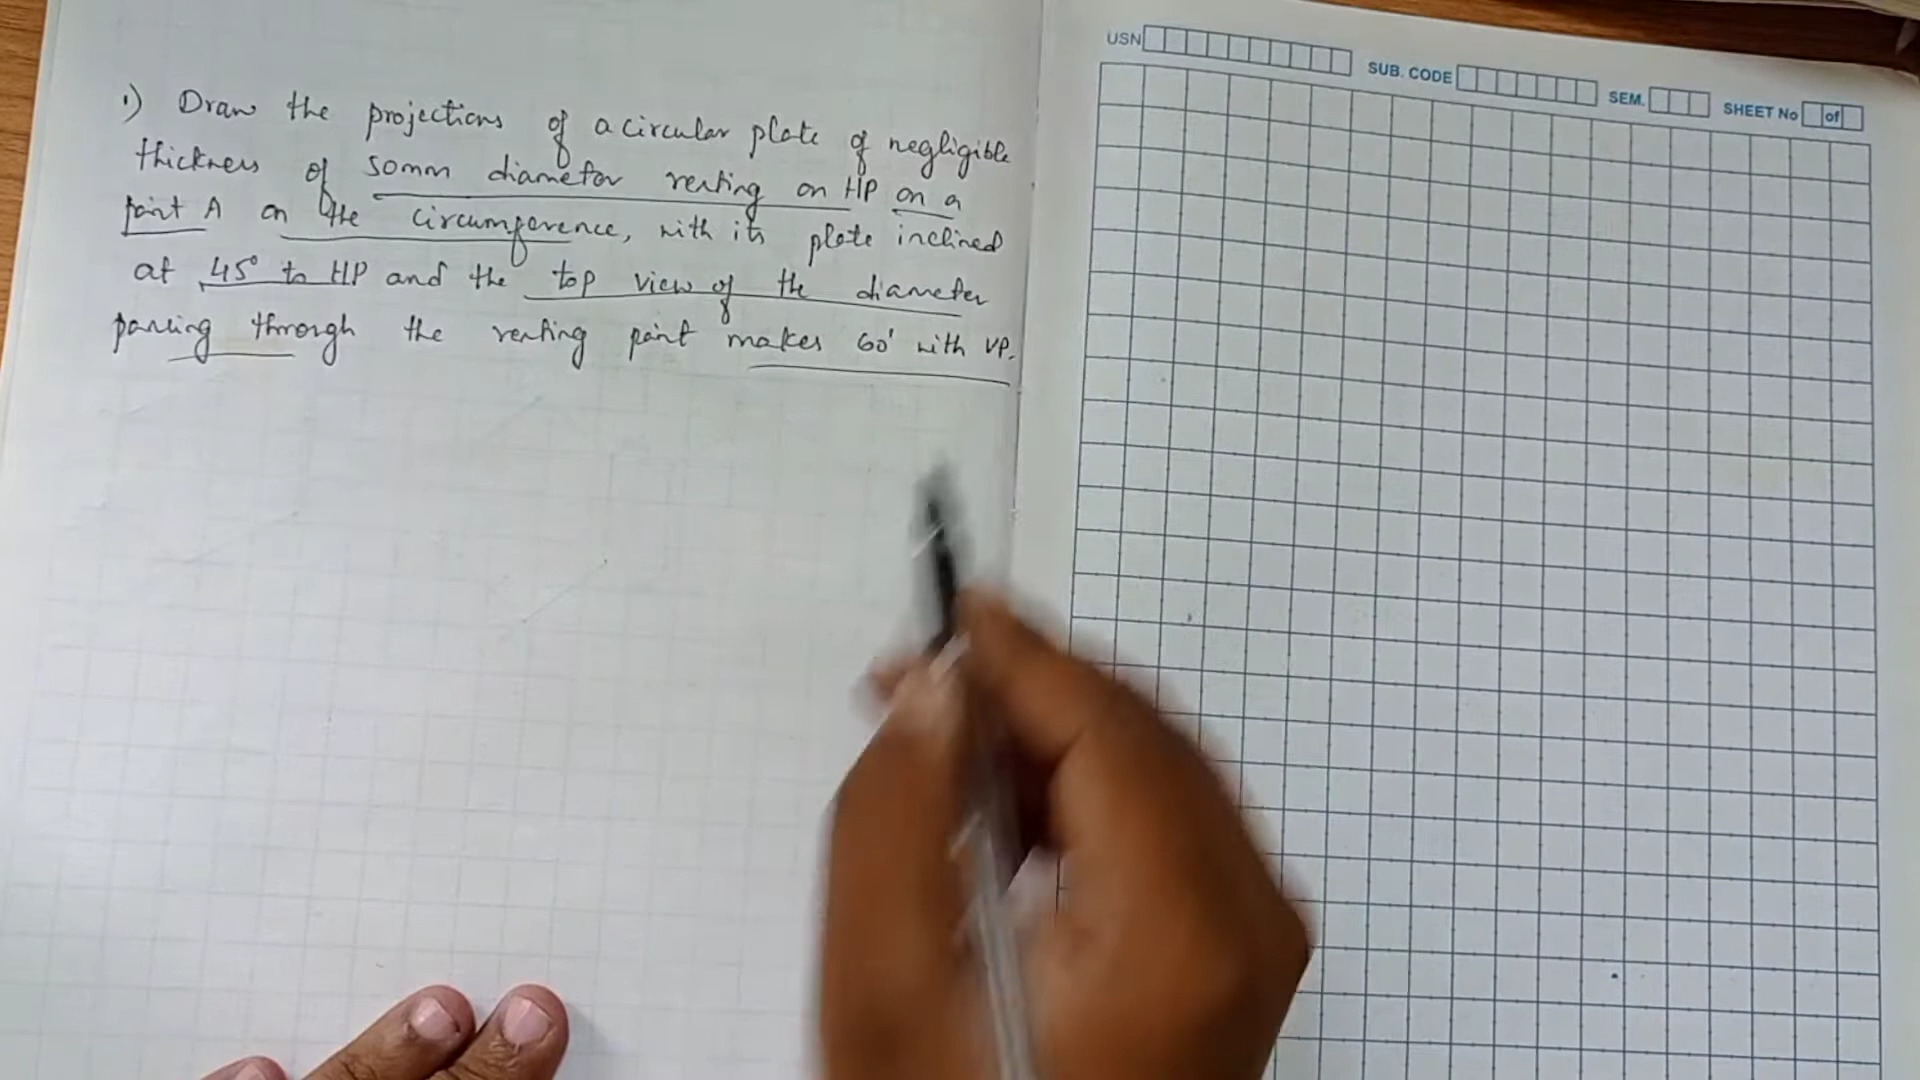 1) Draw the projections of a circular plate of negligible
thickness of 50mm diameter resting on HP on a
point A on the circumference, with its plate inclined
at 45° to HP and the top view of the diameter
passing through the resting point makes 60° with VP.
USN
SUB. CODE
SEM.
SHEET No of